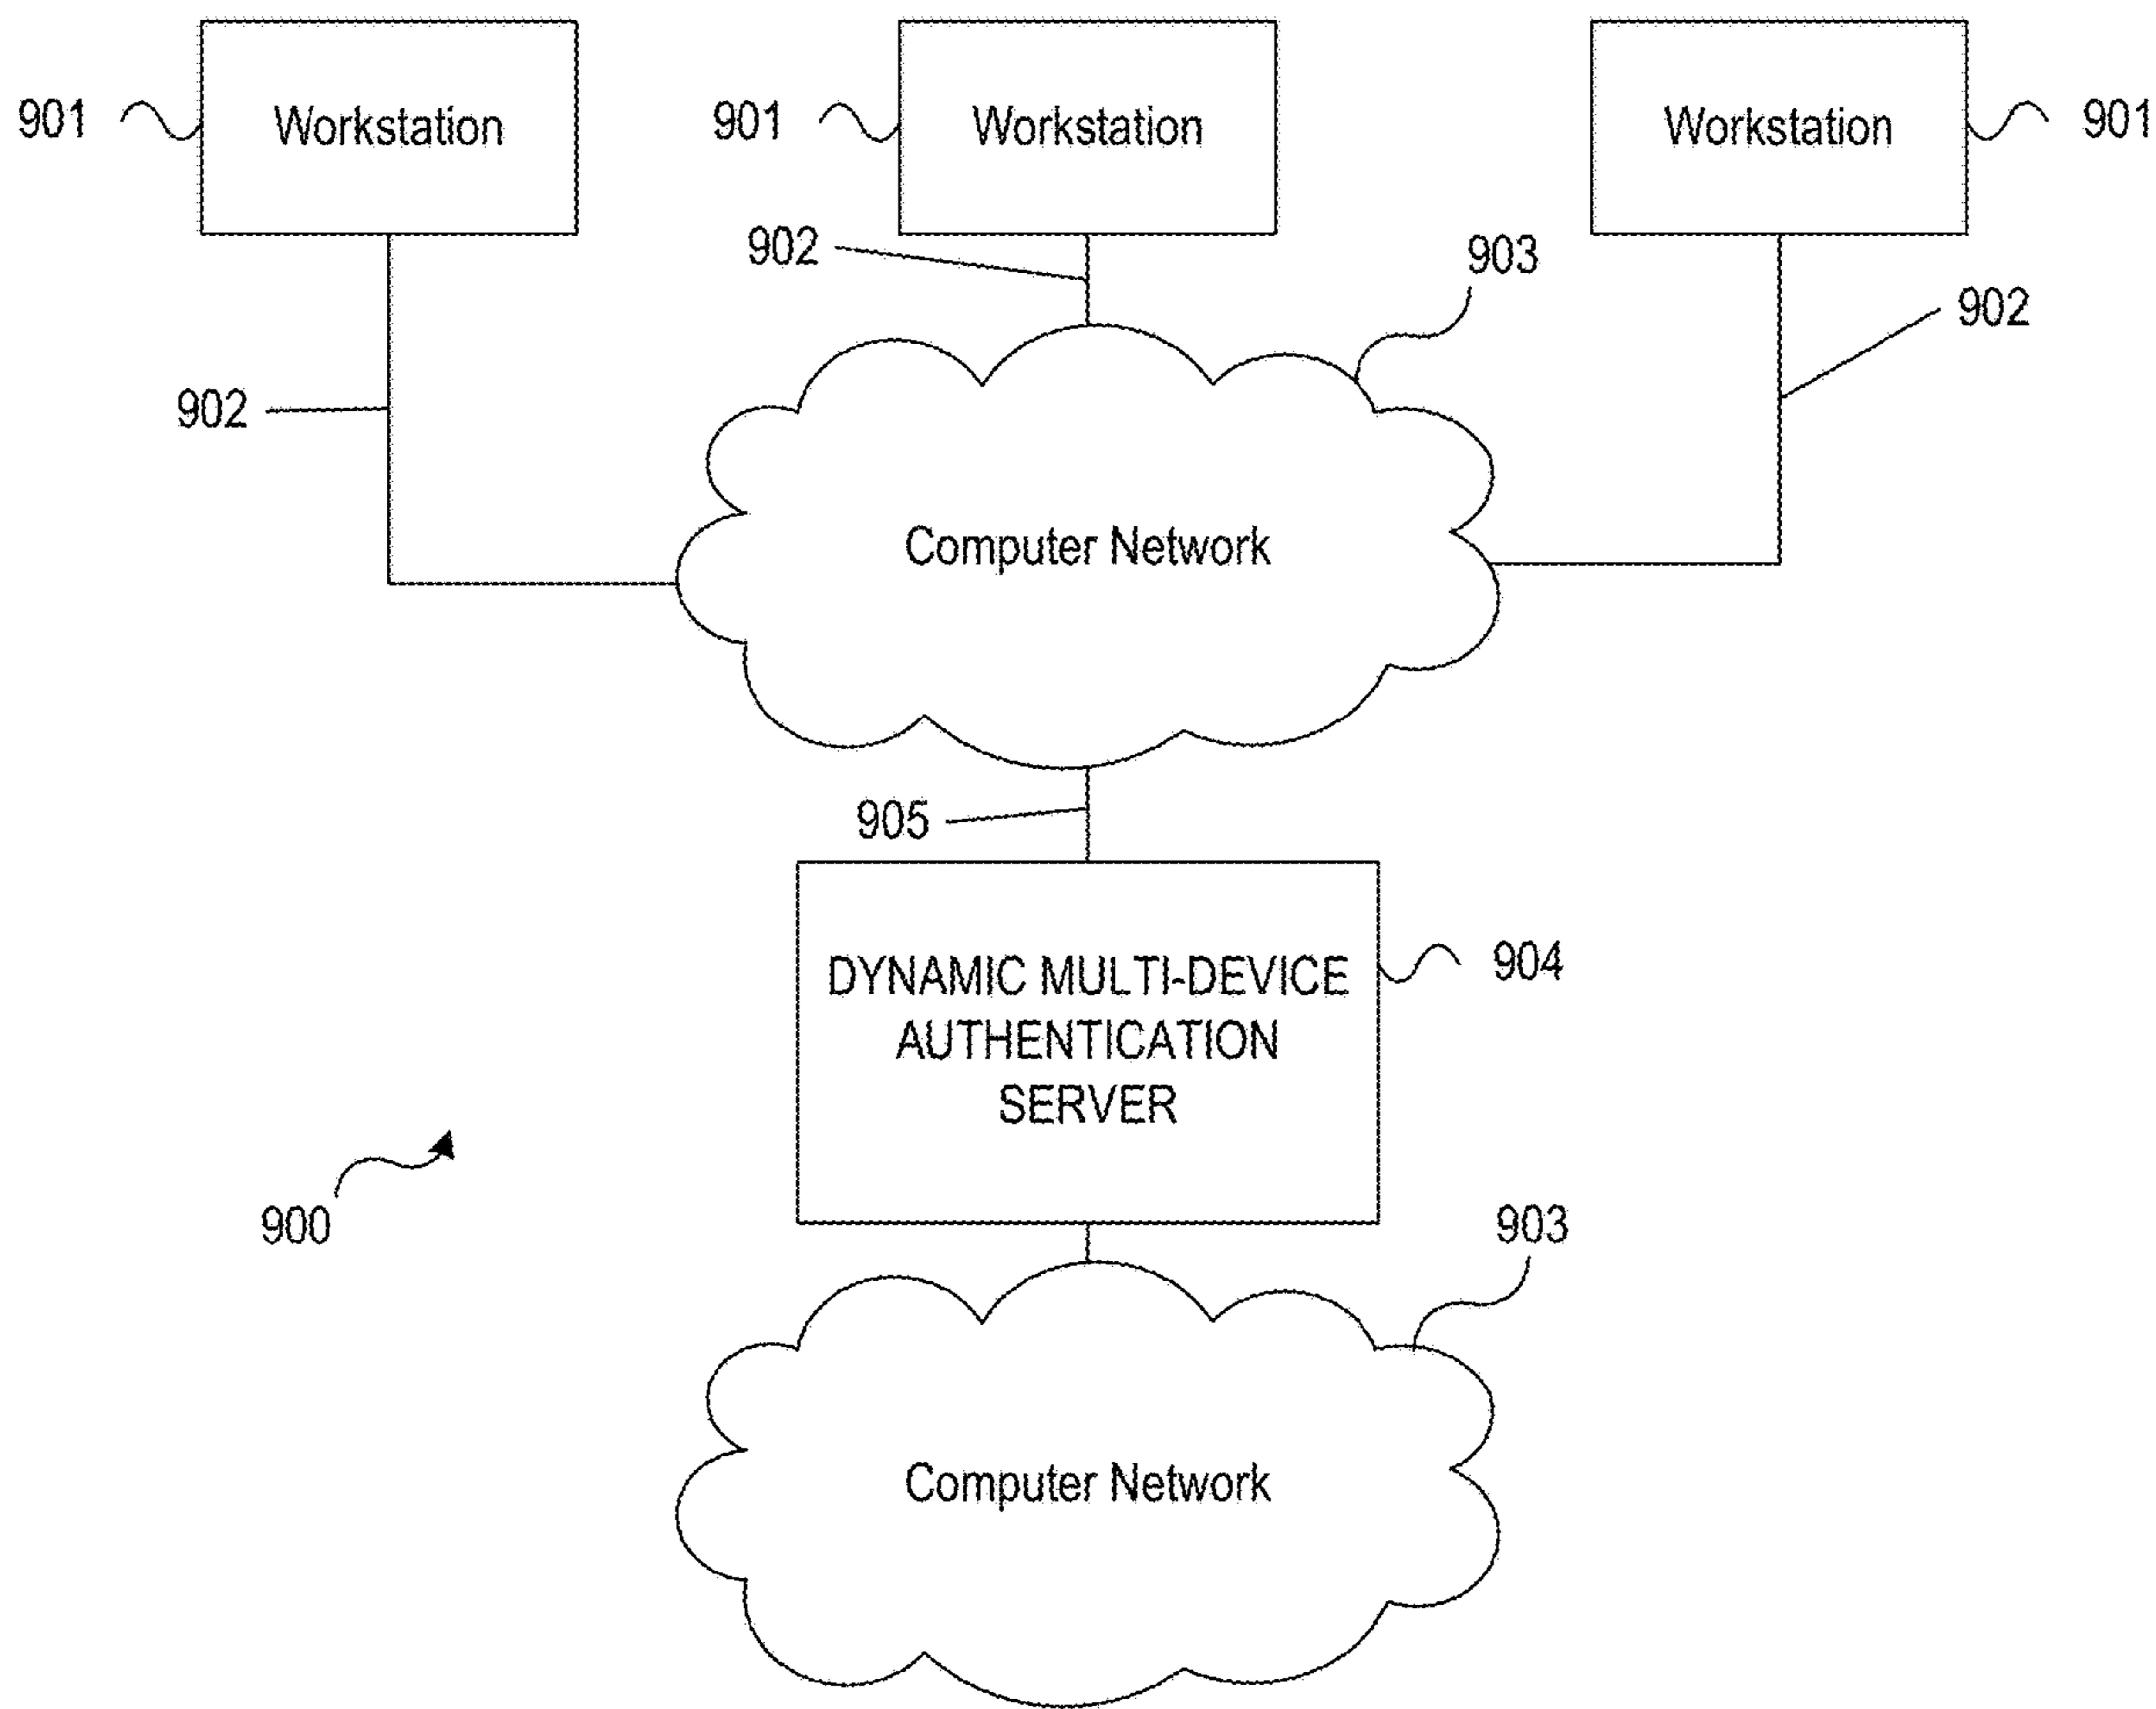 901
Workstation
901
Workstation
Workstation
901
902
903
902
902
Computer Network
905
DYNAMIC MULTI-DEVICE
AUTHENTICATION
SERVER
904
900
903
Computer Network